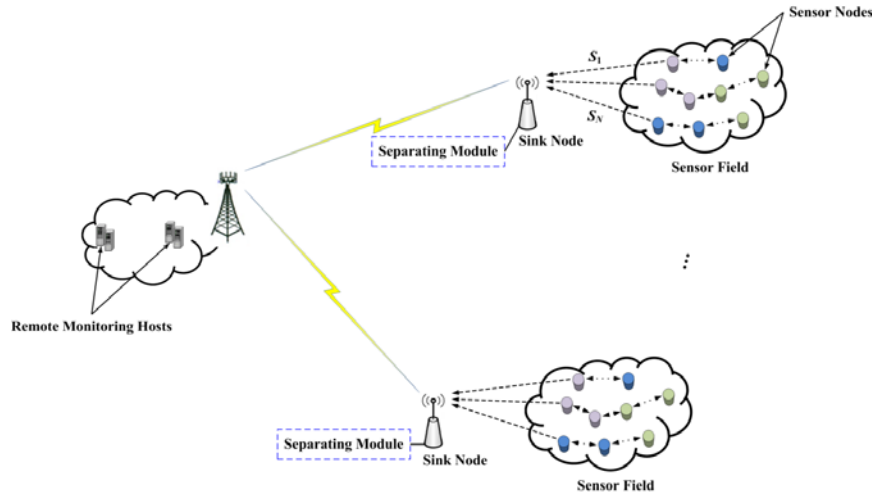 Sensor Nodes
S1
SN
Sink Node
Separating Module
Sensor Field
Remote Monitoring Hosts
Separating Module
Sink Node
Sensor Field